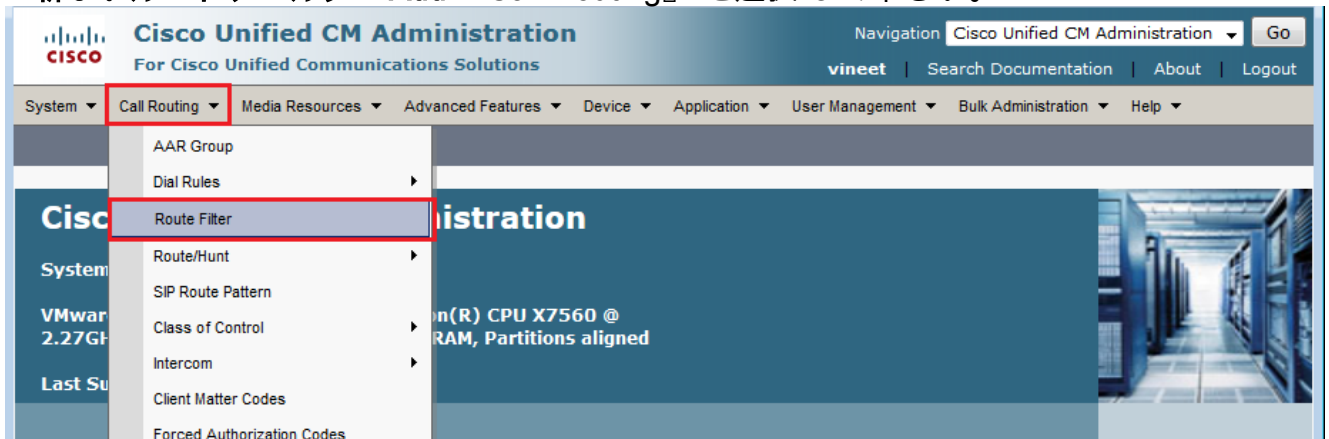 Cisco Unified CM Administration
For Cisco Unified Communications Solutions
CISCO
Navigation Cisco Unified CM Administration Go
vineet | Search Documentation | About | Logout
System Call Routing Media Resources Advanced Features Device Application User Management Bulk Administration Help
AAR Group
Dial Rules
Route Filter
Route/Hunt
SIP Route Pattern
Class of Control
Intercom
Client Matter Codes
Forced Authorization Codes
Cisc
istration
System
VMwar
n(R) CPU X7560 @
2.27GH
RAM, Partitions aligned
Last Su